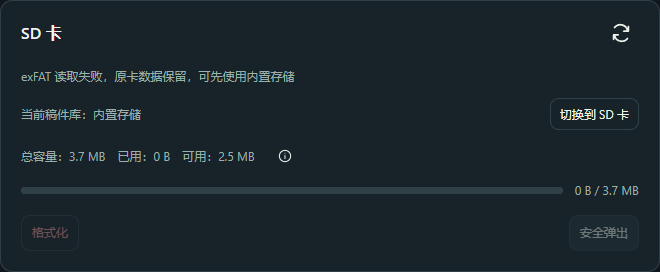 SD 卡
exFAT 读取失败，原卡数据保留，可先使用内置存储
当前稿件库：内置存储
切换到 SD 卡
总容量：3.7 MB 已用：0 B 可用：2.5 MB
0 B / 3.7 MB
格式化
安全弹出